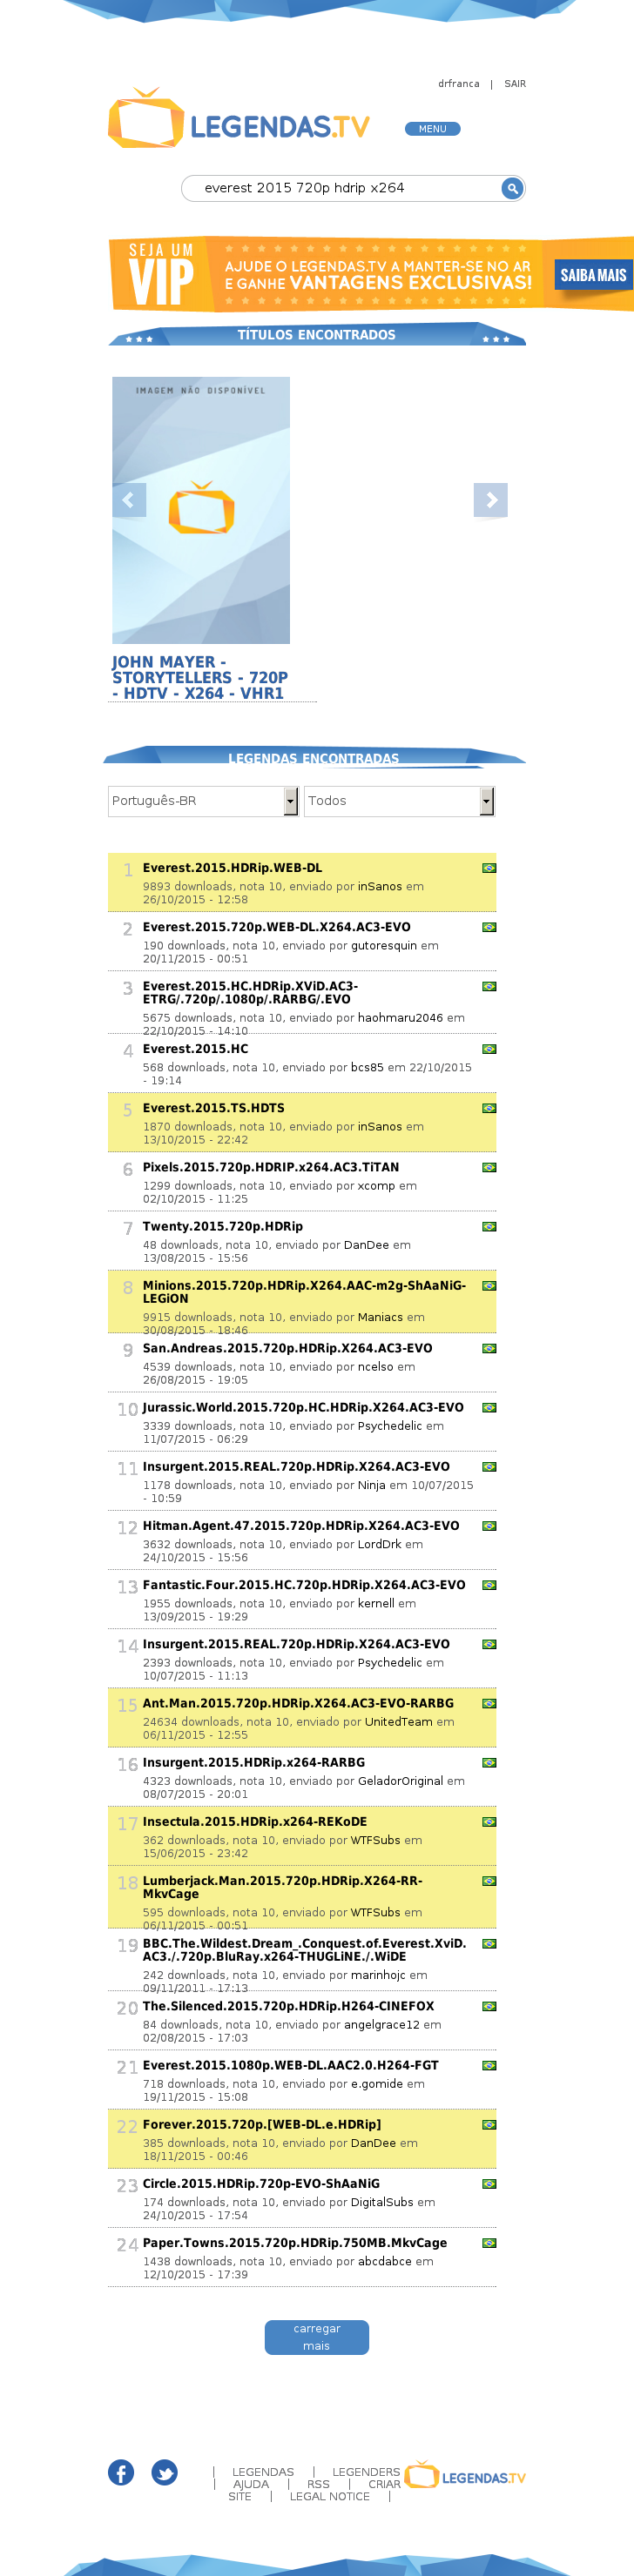 drfranca | SAIR
LEGENDAS.TV
MENU
everest 2015 720p hdrip x264
SEJA UM
VIP
AJUDE O LEGENDAS.TV A MANTER-SE NO AR
E GANHE VANTAGENS EXCLUSIVAS!
SAIBA MAIS
TÍTULOS ENCONTRADOS
IMAGEM NÃO DISPONÍVEL
JOHN MAYER -
STORYTELLERS - 720P
- HDTV - X264 - VHR1
LEGENDAS ENCONTRADAS
Português-BR
Todos
1 Everest.2015.HDRip.WEB-DL
9893 downloads, nota 10, enviado por inSanos em
26/10/2015 - 12:58
2 Everest.2015.720p.WEB-DL.X264.AC3-EVO
190 downloads, nota 10, enviado por gutoresquin em
20/11/2015 - 00:51
3 Everest.2015.HC.HDRip.XViD.AC3-
ETRG/.720p/.1080p/.RARBG/.EVO
5675 downloads, nota 10, enviado por haohmaru2046 em
22/10/2015 - 14:10
4 Everest.2015.HC
568 downloads, nota 10, enviado por bcs85 em 22/10/2015
- 19:14
5 Everest.2015.TS.HDTS
1870 downloads, nota 10, enviado por inSanos em
13/10/2015 - 22:42
6 Pixels.2015.720p.HDRIP.x264.AC3.TiTAN
1299 downloads, nota 10, enviado por xcomp em
02/10/2015 - 11:25
7 Twenty.2015.720p.HDRip
48 downloads, nota 10, enviado por DanDee em
13/08/2015 - 15:56
8 Minions.2015.720p.HDRip.X264.AAC-m2g-ShAaNiG-
LEGiON
9915 downloads, nota 10, enviado por Maniacs em
30/08/2015 - 18:46
9 San.Andreas.2015.720p.HDRip.X264.AC3-EVO
4539 downloads, nota 10, enviado por ncelso em
26/08/2015 - 19:05
10 Jurassic.World.2015.720p.HC.HDRip.X264.AC3-EVO
3339 downloads, nota 10, enviado por Psychedelic em
11/07/2015 - 06:29
11 Insurgent.2015.REAL.720p.HDRip.X264.AC3-EVO
1178 downloads, nota 10, enviado por Ninja em 10/07/2015
- 10:59
12 Hitman.Agent.47.2015.720p.HDRip.X264.AC3-EVO
3632 downloads, nota 10, enviado por LordDrk em
24/10/2015 - 15:56
13 Fantastic.Four.2015.HC.720p.HDRip.X264.AC3-EVO
1955 downloads, nota 10, enviado por kernell em
13/09/2015 - 19:29
14 Insurgent.2015.REAL.720p.HDRip.X264.AC3-EVO
2393 downloads, nota 10, enviado por Psychedelic em
10/07/2015 - 11:13
15 Ant.Man.2015.720p.HDRip.X264.AC3-EVO-RARBG
24634 downloads, nota 10, enviado por UnitedTeam em
06/11/2015 - 12:55
16 Insurgent.2015.HDRip.x264-RARBG
4323 downloads, nota 10, enviado por GeladorOriginal em
08/07/2015 - 20:01
17 Insectula.2015.HDRip.x264-REKoDE
362 downloads, nota 10, enviado por WTFSubs em
15/06/2015 - 23:42
18 Lumberjack.Man.2015.720p.HDRip.X264-RR-
MkvCage
595 downloads, nota 10, enviado por WTFSubs em
06/11/2015 - 00:51
19 BBC.The.Wildest.Dream_.Conquest.of.Everest.XviD.
AC3./.720p.BluRay.x264-THUGLiNE./.WiDE
242 downloads, nota 10, enviado por marinhojc em
09/11/2011 - 17:13
20 The.Silenced.2015.720p.HDRip.H264-CINEFOX
84 downloads, nota 10, enviado por angelgrace12 em
02/08/2015 - 17:03
21 Everest.2015.1080p.WEB-DL.AAC2.0.H264-FGT
718 downloads, nota 10, enviado por e.gomide em
19/11/2015 - 15:08
22 Forever.2015.720p.[WEB-DL.e.HDRip]
385 downloads, nota 10, enviado por DanDee em
18/11/2015 - 00:46
23 Circle.2015.HDRip.720p-EVO-ShAaNiG
174 downloads, nota 10, enviado por DigitalSubs em
24/10/2015 - 17:54
24 Paper.Towns.2015.720p.HDRip.750MB.MkvCage
1438 downloads, nota 10, enviado por abcdabce em
12/10/2015 - 17:39
carregar
mais
| LEGENDAS | LEGENDERS
| AJUDA | RSS | CRIAR
SITE | LEGAL NOTICE |
LEGENDAS.TV